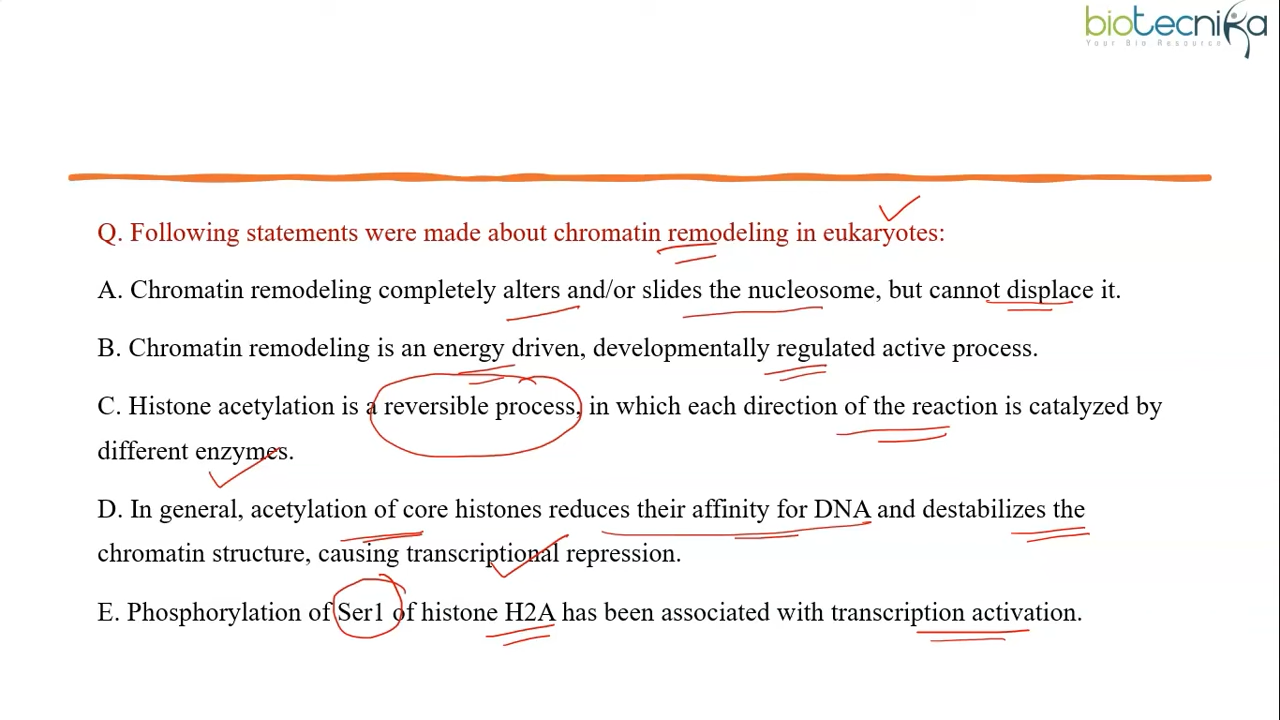 biotecnika
Your Bio Resource
Q. Following statements were made about chromatin remodeling in eukaryotes:
A. Chromatin remodeling completely alters and/or slides the nucleosome, but cannot displace it.
B. Chromatin remodeling is an energy driven, developmentally regulated active process.
C. Histone acetylation is a reversible process, in which each direction of the reaction is catalyzed by
different enzymes.
D. In general, acetylation of core histones reduces their affinity for DNA and destabilizes the
chromatin structure, causing transcriptional repression.
E. Phosphorylation of Ser1 of histone H2A has been associated with transcription activation.